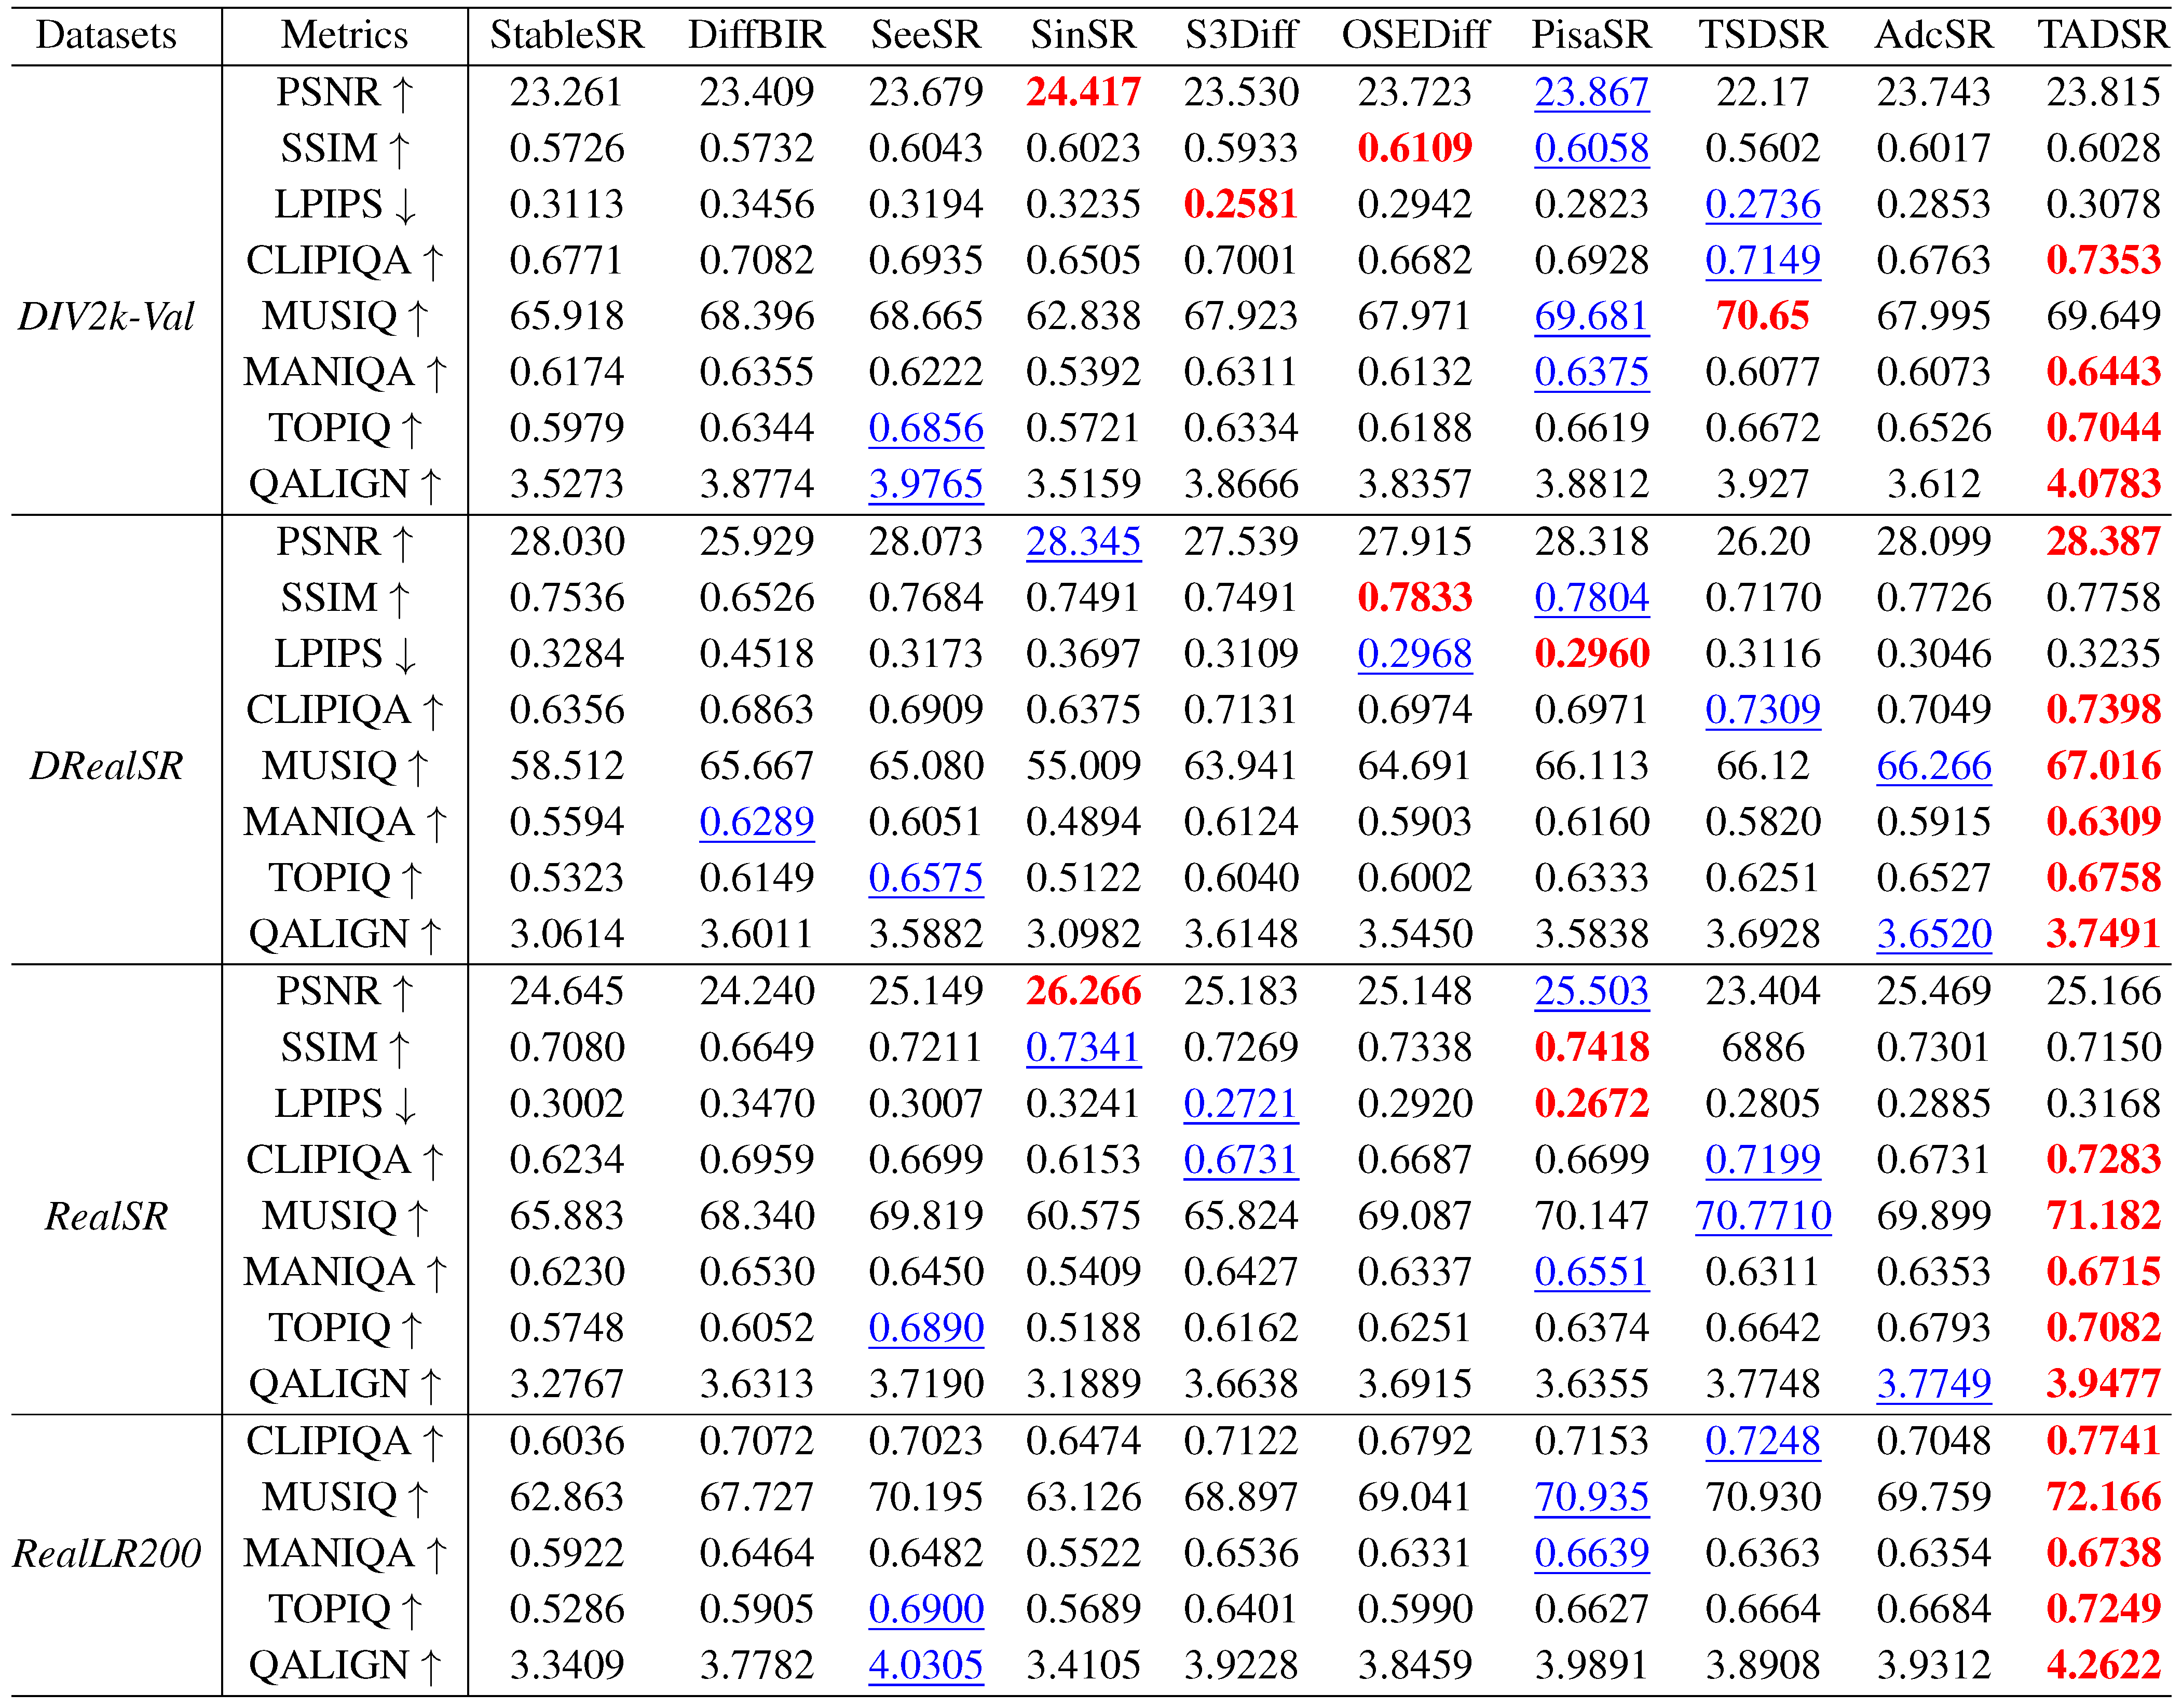 Datasets Metrics StableSR DiffBIR SeeSR SinSR S3Diff OSEDiff PisaSR TSDSR AdcSR TADSR
PSNR ↑ 23.261 23.409 23.679 24.417 23.530 23.723 23.867 22.17 23.743 23.815
SSIM ↑ 0.5726 0.5732 0.6043 0.6023 0.5933 0.6109 0.6058 0.5602 0.6017 0.6028
LPIPS ↓ 0.3113 0.3456 0.3194 0.3235 0.2581 0.2942 0.2823 0.2736 0.2853 0.3078
CLIPIQA ↑ 0.6771 0.7082 0.6935 0.6505 0.7001 0.6682 0.6928 0.7149 0.6763 0.7353
DIV2k-Val MUSIQ ↑ 65.918 68.396 68.665 62.838 67.923 67.971 69.681 70.65 67.995 69.649
MANIQA ↑ 0.6174 0.6355 0.6222 0.5392 0.6311 0.6132 0.6375 0.6077 0.6073 0.6443
TOPIQ ↑ 0.5979 0.6344 0.6856 0.5721 0.6334 0.6188 0.6619 0.6672 0.6526 0.7044
QALIGN ↑ 3.5273 3.8774 3.9765 3.5159 3.8666 3.8357 3.8812 3.927 3.612 4.0783
PSNR ↑ 28.030 25.929 28.073 28.345 27.539 27.915 28.318 26.20 28.099 28.387
SSIM ↑ 0.7536 0.6526 0.7684 0.7491 0.7491 0.7833 0.7804 0.7170 0.7726 0.7758
LPIPS ↓ 0.3284 0.4518 0.3173 0.3697 0.3109 0.2968 0.2960 0.3116 0.3046 0.3235
CLIPIQA ↑ 0.6356 0.6863 0.6909 0.6375 0.7131 0.6974 0.6971 0.7309 0.7049 0.7398
DRealSR MUSIQ ↑ 58.512 65.667 65.080 55.009 63.941 64.691 66.113 66.12 66.266 67.016
MANIQA ↑ 0.5594 0.6289 0.6051 0.4894 0.6124 0.5903 0.6160 0.5820 0.5915 0.6309
TOPIQ ↑ 0.5323 0.6149 0.6575 0.5122 0.6040 0.6002 0.6333 0.6251 0.6527 0.6758
QALIGN ↑ 3.0614 3.6011 3.5882 3.0982 3.6148 3.5450 3.5838 3.6928 3.6520 3.7491
PSNR ↑ 24.645 24.240 25.149 26.266 25.183 25.148 25.503 23.404 25.469 25.166
SSIM ↑ 0.7080 0.6649 0.7211 0.7341 0.7269 0.7338 0.7418 6886 0.7301 0.7150
LPIPS ↓ 0.3002 0.3470 0.3007 0.3241 0.2721 0.2920 0.2672 0.2805 0.2885 0.3168
CLIPIQA ↑ 0.6234 0.6959 0.6699 0.6153 0.6731 0.6687 0.6699 0.7199 0.6731 0.7283
RealSR MUSIQ ↑ 65.883 68.340 69.819 60.575 65.824 69.087 70.147 70.7710 69.899 71.182
MANIQA ↑ 0.6230 0.6530 0.6450 0.5409 0.6427 0.6337 0.6551 0.6311 0.6353 0.6715
TOPIQ ↑ 0.5748 0.6052 0.6890 0.5188 0.6162 0.6251 0.6374 0.6642 0.6793 0.7082
QALIGN ↑ 3.2767 3.6313 3.7190 3.1889 3.6638 3.6915 3.6355 3.7748 3.7749 3.9477
CLIPIQA ↑ 0.6036 0.7072 0.7023 0.6474 0.7122 0.6792 0.7153 0.7248 0.7048 0.7741
MUSIQ ↑ 62.863 67.727 70.195 63.126 68.897 69.041 70.935 70.930 69.759 72.166
RealLR200 MANIQA ↑ 0.5922 0.6464 0.6482 0.5522 0.6536 0.6331 0.6639 0.6363 0.6354 0.6738
TOPIQ ↑ 0.5286 0.5905 0.6900 0.5689 0.6401 0.5990 0.6627 0.6664 0.6684 0.7249
QALIGN ↑ 3.3409 3.7782 4.0305 3.4105 3.9228 3.8459 3.9891 3.8908 3.9312 4.2622